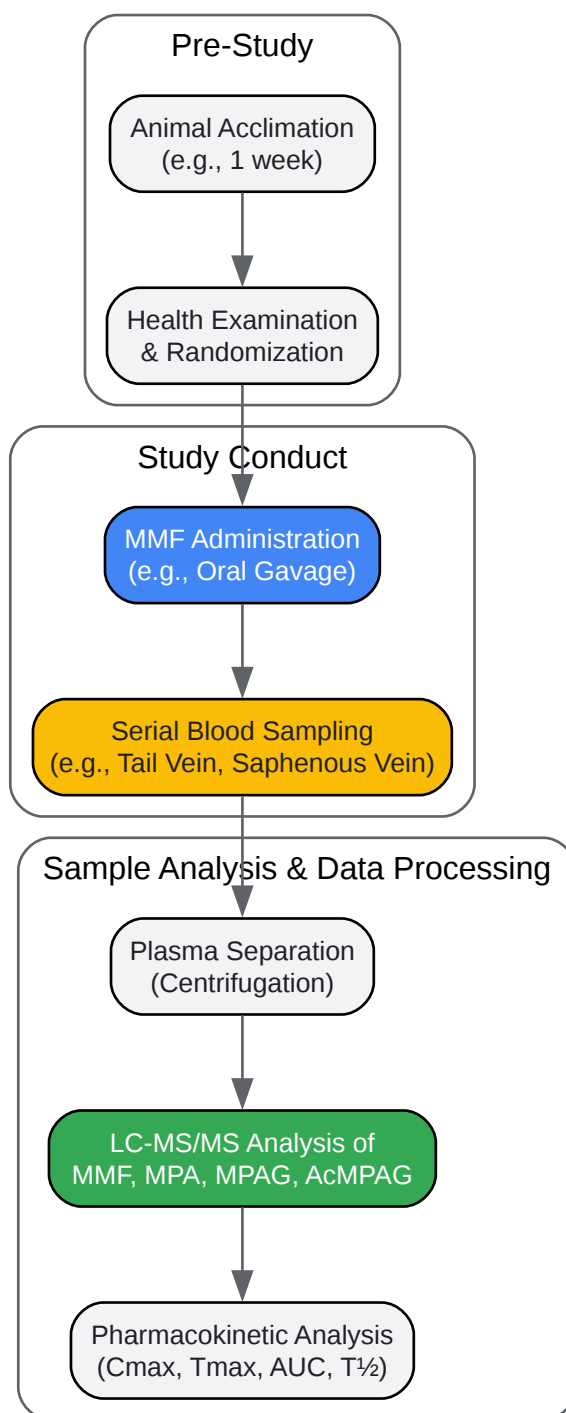 Pre-Study
Animal Acclimation
(e.g., 1 week)
Health Examination
& Randomization
Study Conduct
MMF Administration
(e.g., Oral Gavage)
Serial Blood Sampling
(e.g., Tail Vein, Saphenous Vein)
Sample Analysis & Data Processing
Plasma Separation
(Centrifugation)
LC-MS/MS Analysis of
MMF, MPA, MPAG, AcMPAG
Pharmacokinetic Analysis
(Cmax, Tmax, AUC, T½)